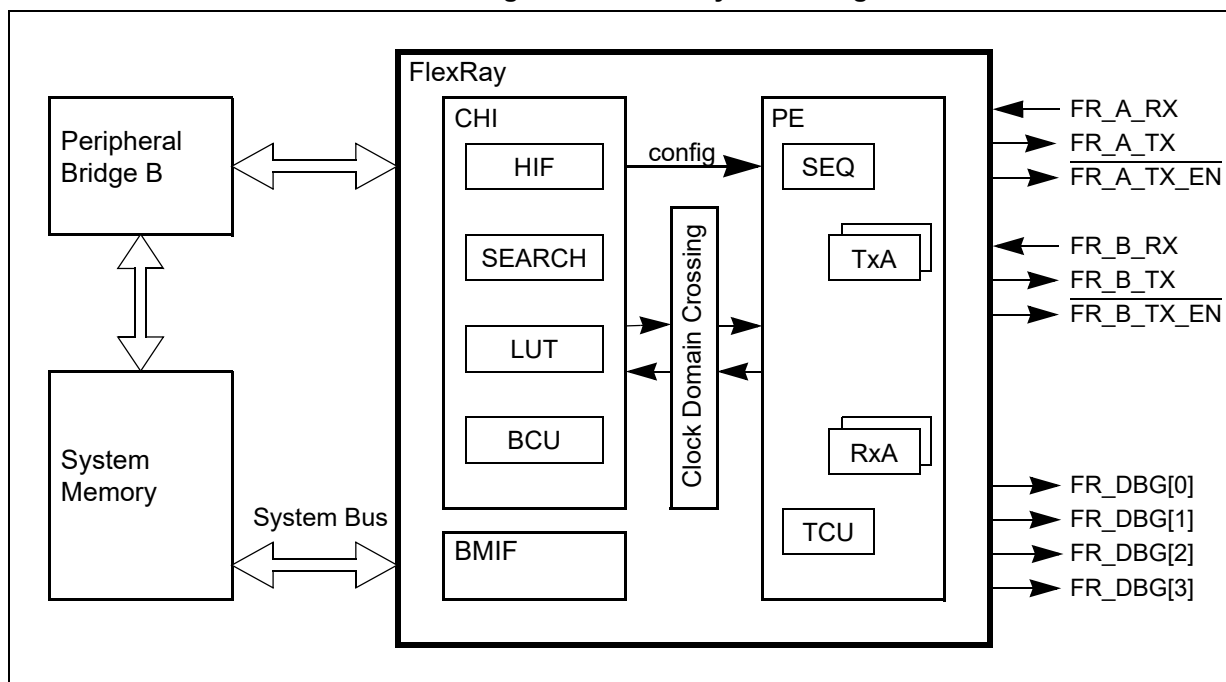 FlexRay
Peripheral
Bridge B
System
Memory
System Bus
CHI
HIF
SEARCH
LUT
BCU
BMIF
config
Clock Domain Crossing
PE
SEQ
TxA
RxA
TCU
FR_A_RX
FR_A_TX
FR_A_TX_EN
FR_B_RX
FR_B_TX
FR_B_TX_EN
FR_DBG[0]
FR_DBG[1]
FR_DBG[2]
FR_DBG[3]